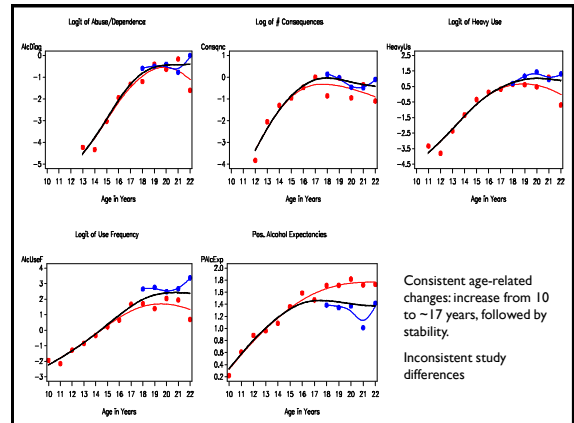 Logit of Abuse/Dependence
AlcDiag
0
−1
−2
−3
−4
−5
10 11 12 13 14 15 16 17 18 19 20 21 22
Age in Years
Log of # Consequences
Consqnc
1
0
−1
−2
−3
−4
10 11 12 13 14 15 16 17 18 19 20 21 22
Age in Years
Logit of Heavy Use
HeavyUs
2.5
1.5
0.5
−0.5
−1.5
−2.5
−3.5
−4.5
10 11 12 13 14 15 16 17 18 19 20 21 22
Age in Years
Logit of Use Frequency
AlcUseF
4
3
2
1
0
−1
−2
−3
10 11 12 13 14 15 16 17 18 19 20 21 22
Age in Years
Pos. Alcohol Expectancies
PAlcExp
2.0
1.8
1.6
1.4
1.2
1.0
0.8
0.6
0.4
0.2
10 11 12 13 14 15 16 17 18 19 20 21 22
Age in Years
Consistent age-related
changes: increase from 10
to ~17 years, followed by
stability.
Inconsistent study
differences